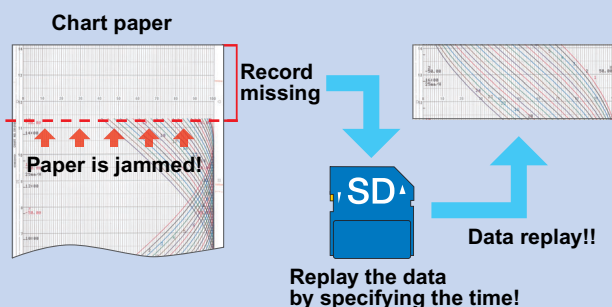 Chart paper
Record
missing
Paper is jammed!
SD
Data replay!!
Replay the data
by specifying the time!